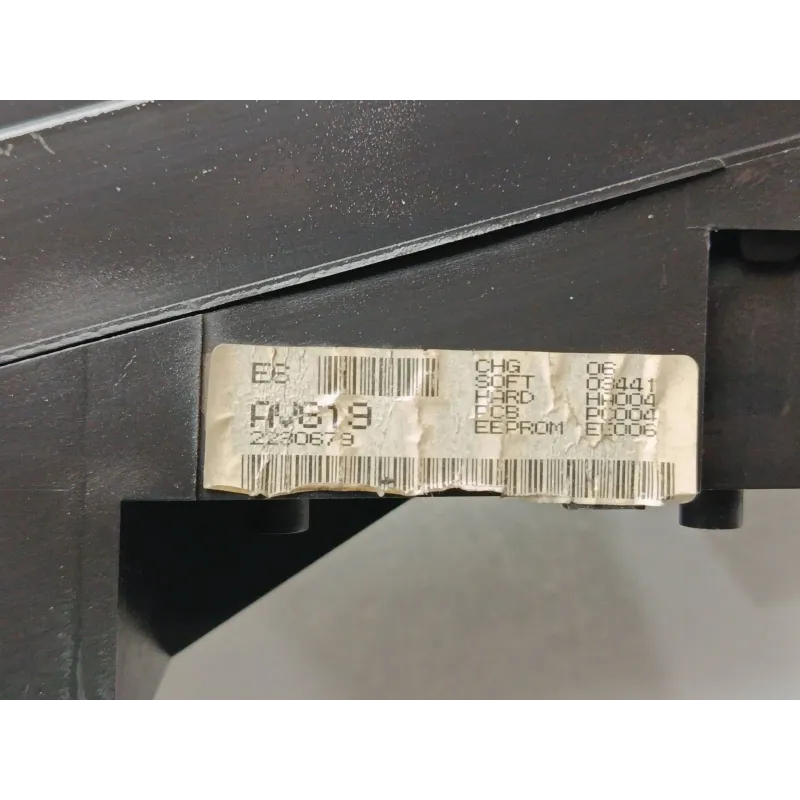 E6
CHG 06
SOFT 03441
HARD HA004
PCB PC004
EEPROM EE006
AV619
2230679